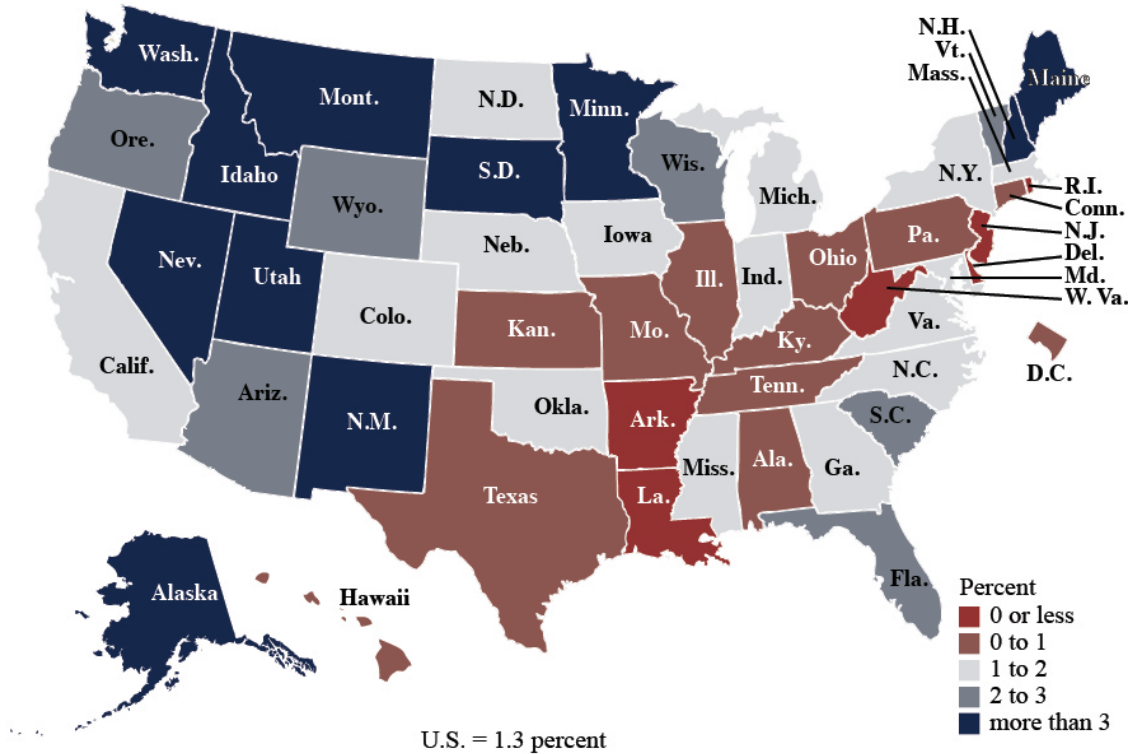 Wash.
Ore.
Calif.
Nev.
Idaho
Mont.
Wyo.
Utah
Ariz.
N.M.
Colo.
N.D.
S.D.
Neb.
Kan.
Okla.
Texas
Minn.
Iowa
Mo.
Ark.
La.
Wis.
Ill.
Mich.
Ind.
Ohio
Ky.
Tenn.
Miss.
Ala.
Ga.
Fla.
S.C.
N.C.
Va.
Pa.
N.Y.
N.H.
Vt.
Mass.
Maine
R.I.
Conn.
N.J.
Del.
Md.
W. Va.
D.C.
Alaska
Hawaii
Percent
0 or less
0 to 1
1 to 2
2 to 3
more than 3
U.S. = 1.3 percent